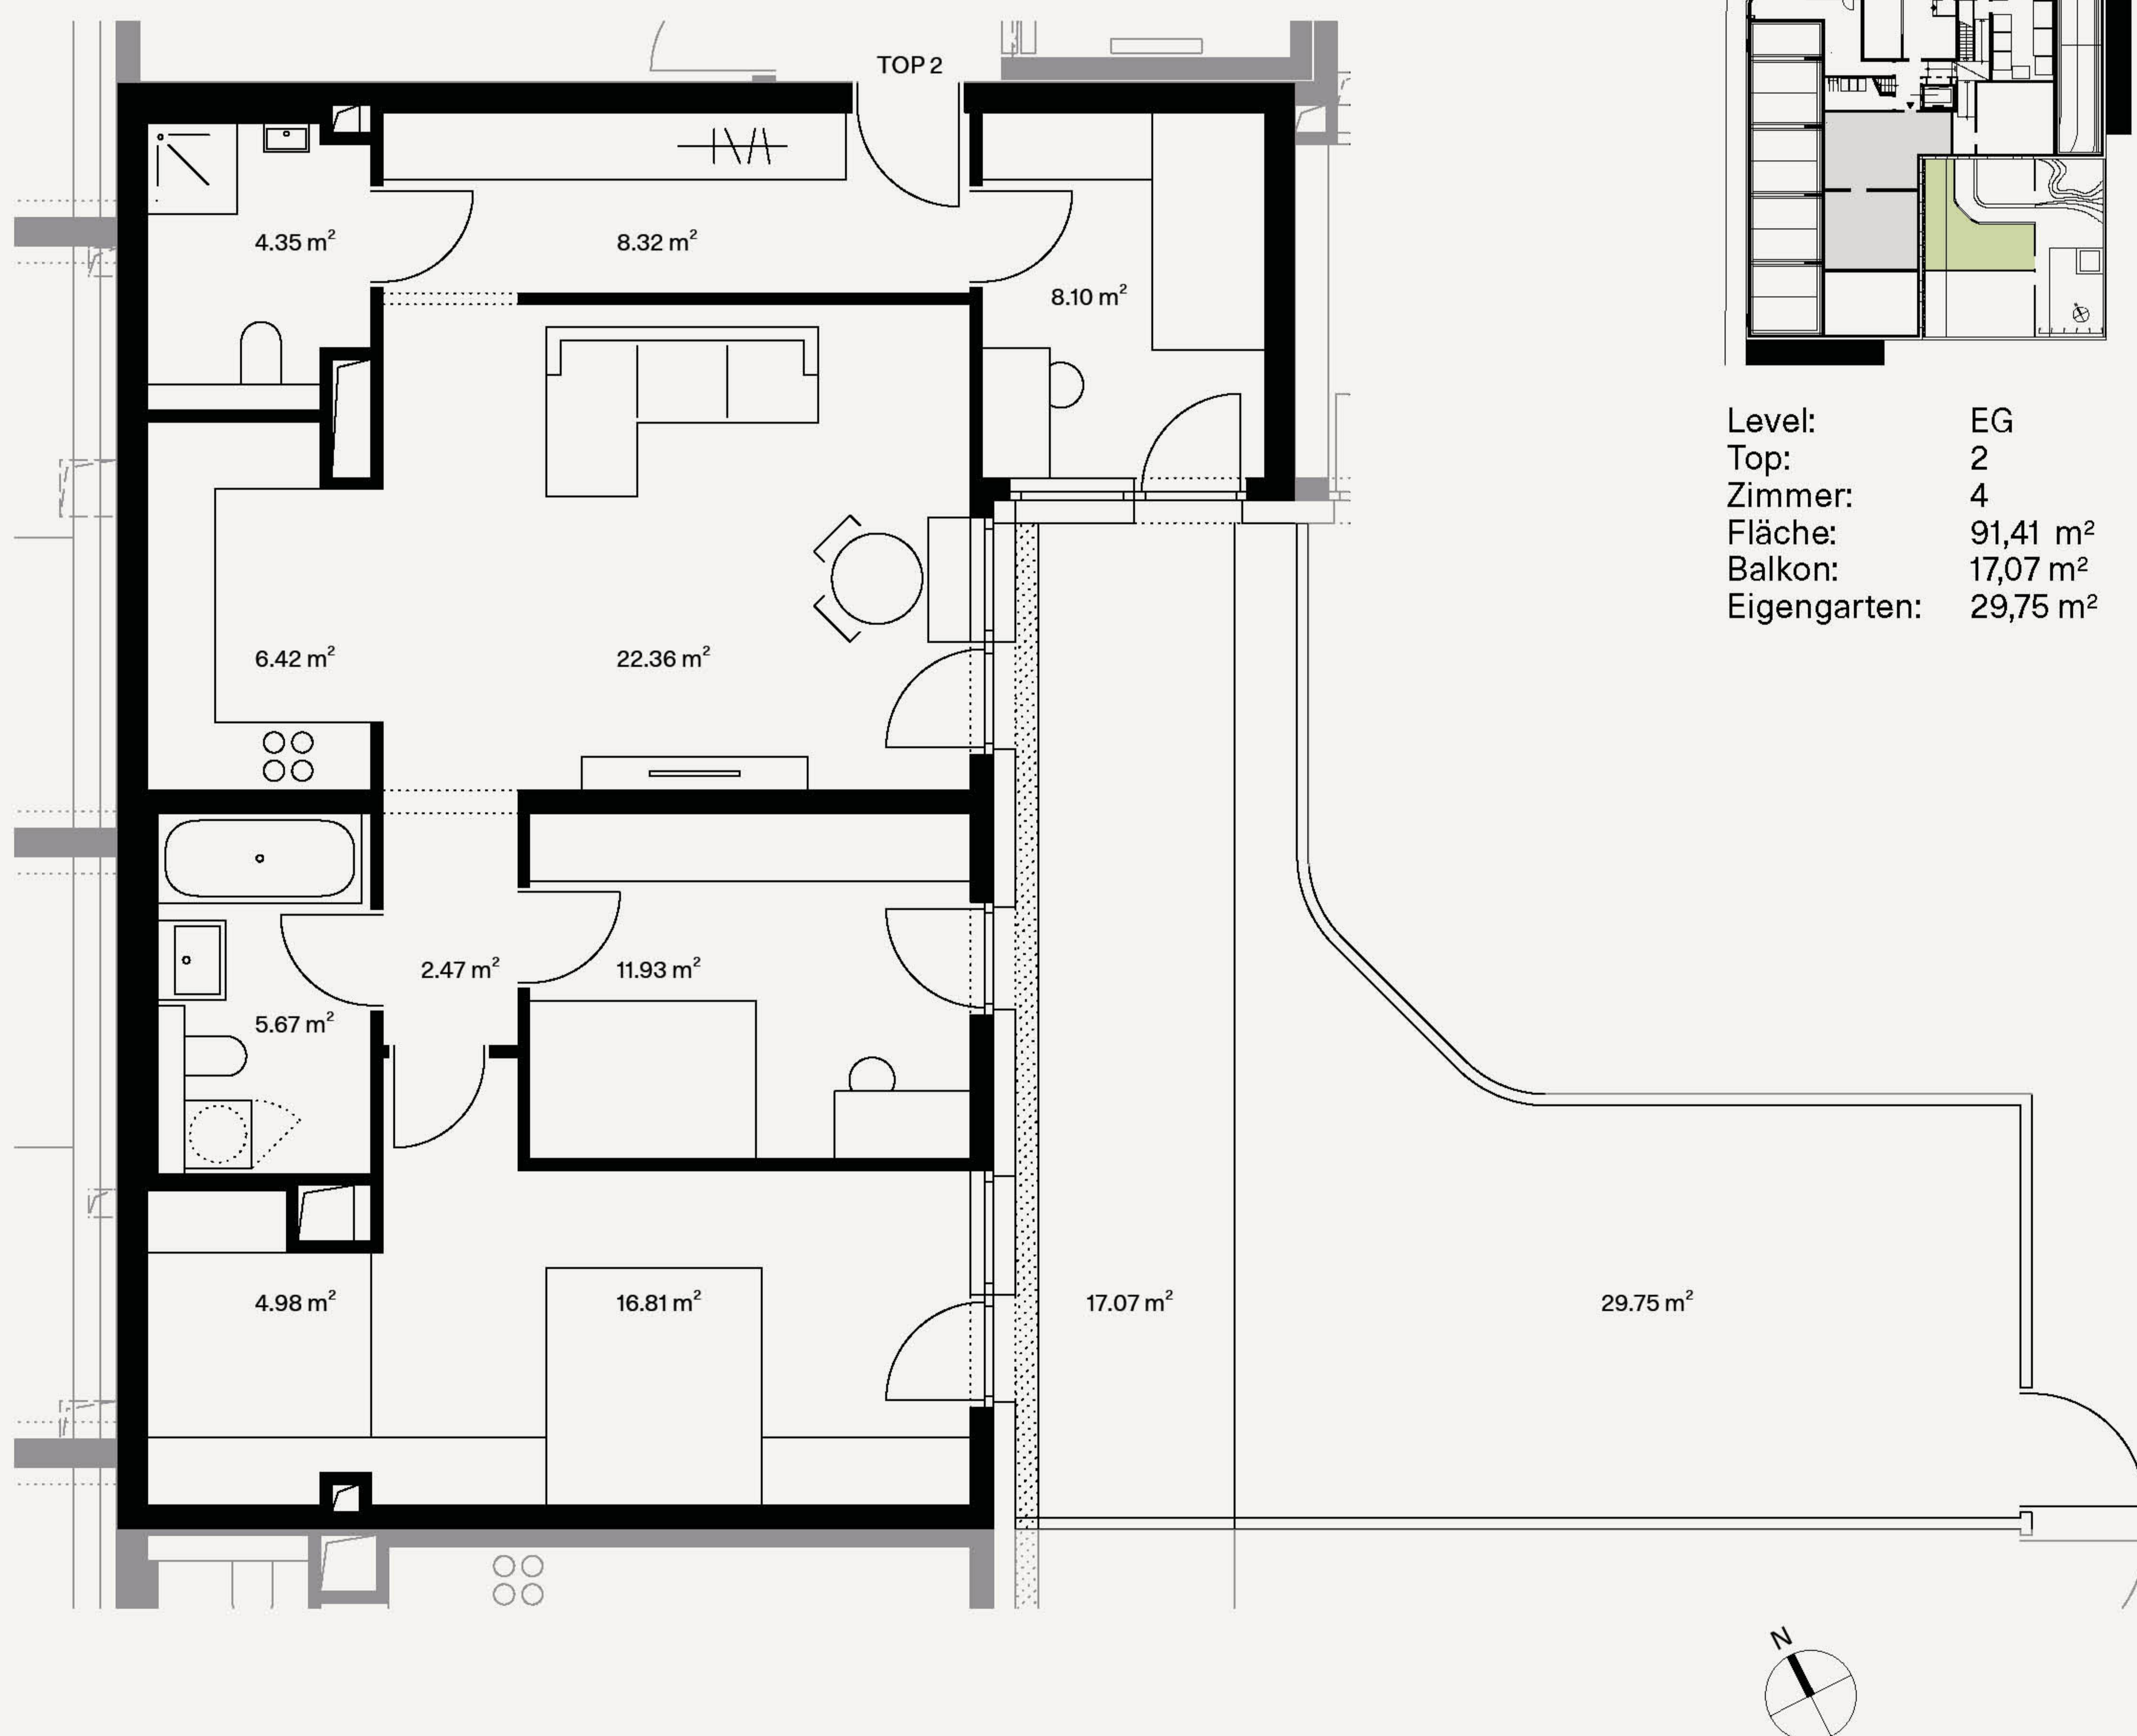 TOP 2
4.35 m²
8.32 m²
8.10 m²
Level: EG
Top: 2
Zimmer: 4
Fläche: 91,41 m²
Balkon: 17,07 m²
Eigengarten: 29,75 m²
6.42 m²
22.36 m²
2.47 m²
11.93 m²
5.67 m²
4.98 m²
16.81 m²
17.07 m²
29.75 m²
N